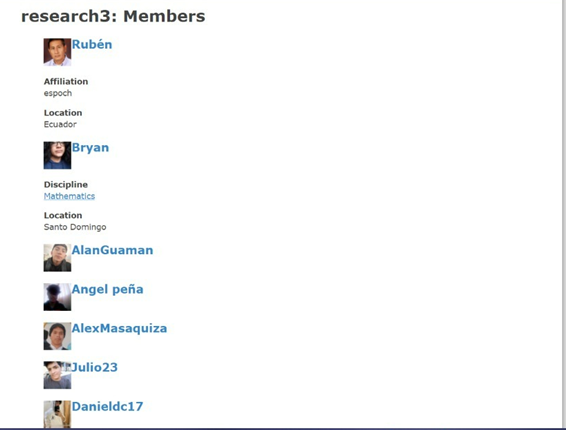 research3: Members
Rubén
Affiliation
espoch
Location
Ecuador
Bryan
Discipline
Mathematics
Location
Santo Domingo
AlanGuaman
Angel peña
AlexMasaquiza
Julio23
Danieldc17